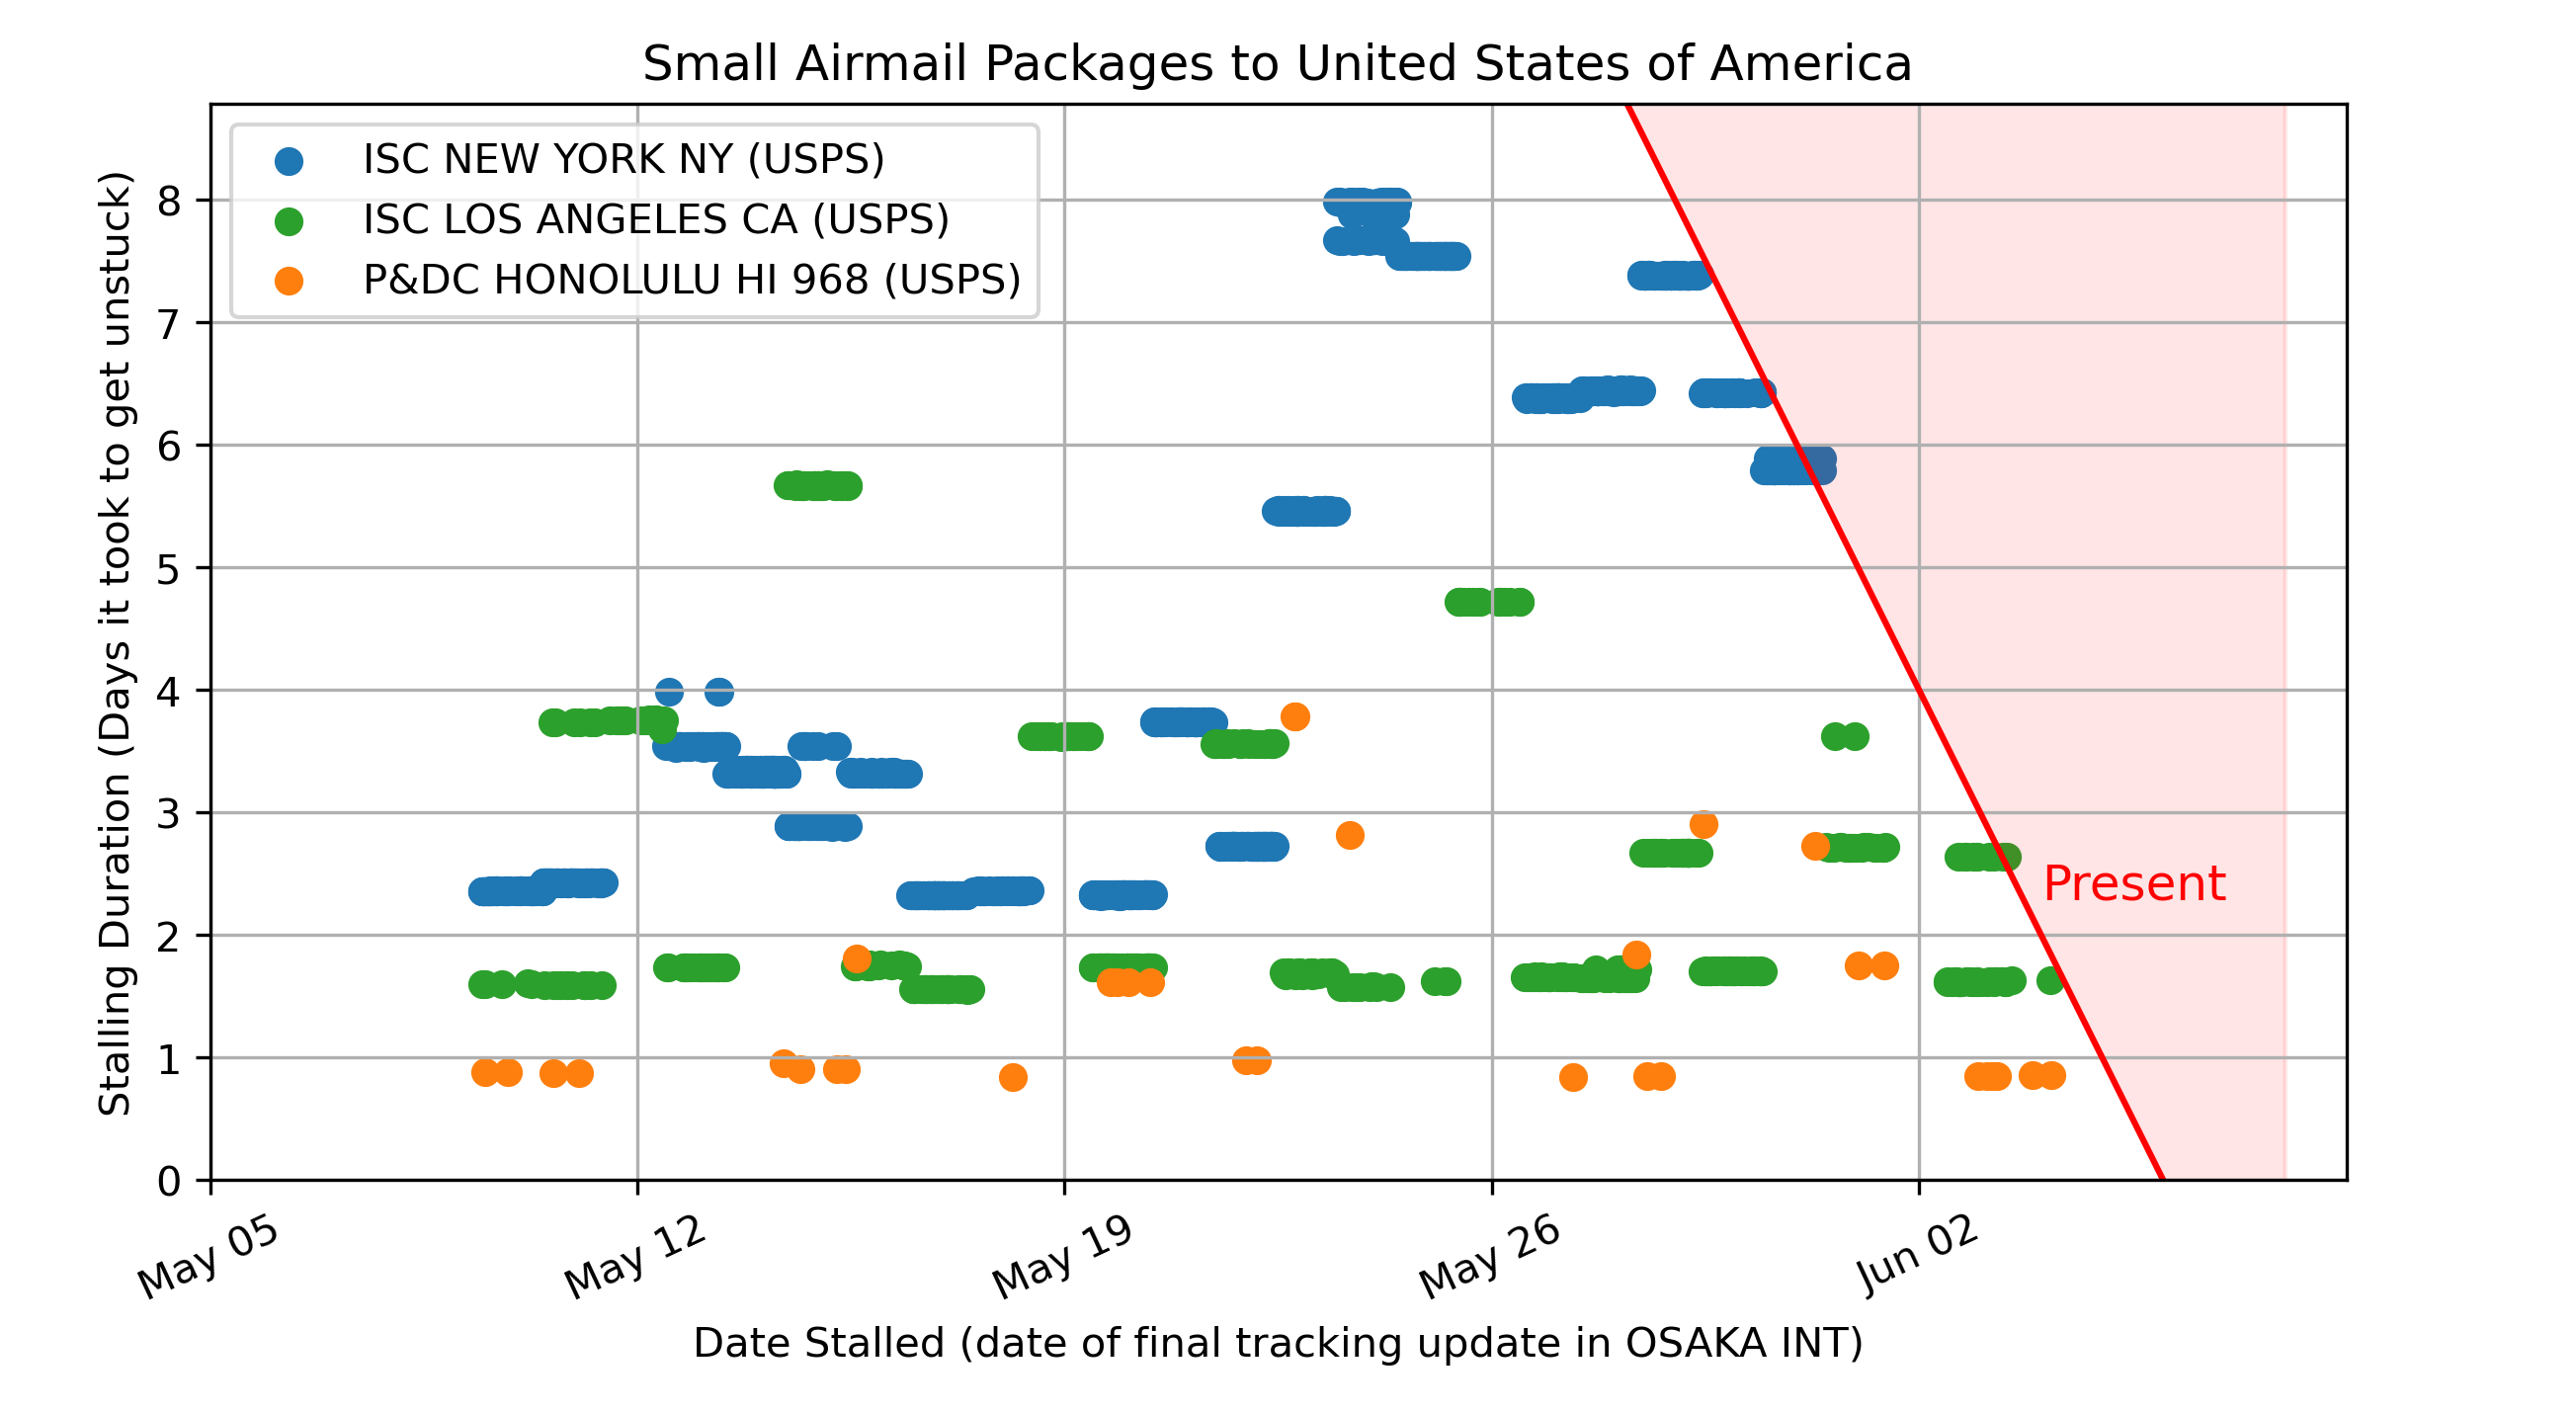 Small Airmail Packages to United States of America
ISC NEW YORK NY (USPS)
ISC LOS ANGELES CA (USPS)
P&DC HONOLULU HI 968 (USPS)
Stalling Duration (Days it took to get unstuck)
8
7
6
5
4
3
2
1
0
Present
May 05
May 12
May 19
May 26
Jun 02
Date Stalled (date of final tracking update in OSAKA INT)